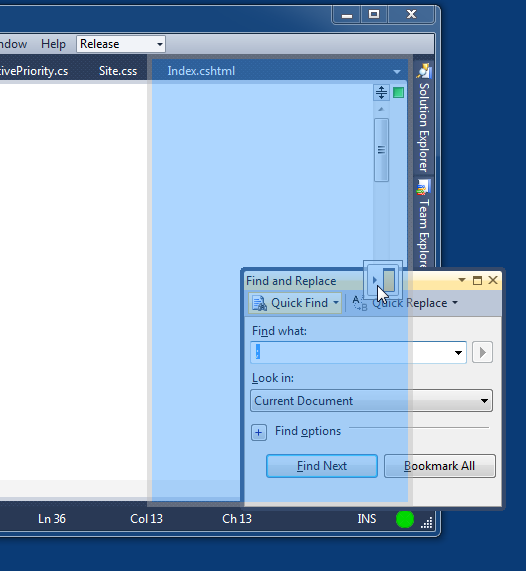 ndow Help Release
tivePriority.cs Site.css Index.cshtml
Solution Explorer
Team Explore
Find and Replace
Quick Find Quick Replace
Find what:
Look in:
Current Document
Find options
Find Next Bookmark All
Ln 36 Col 13 Ch 13 INS